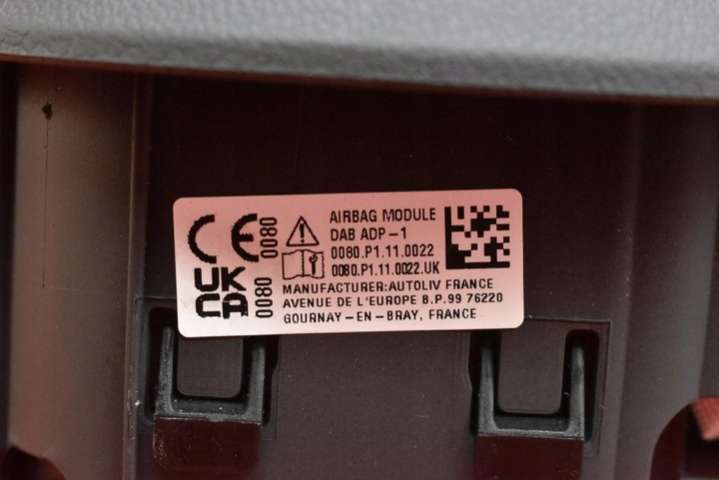 CE 0080
UK
CA 0080
AIRBAG MODULE
DAB ADP-1
0080.P1.11.0022
0080.P1.11.0022.UK
MANUFACTURER:AUTOLIV FRANCE
AVENUE DE L'EUROPE B.P.99 76220
GOURNAY-EN-BRAY, FRANCE